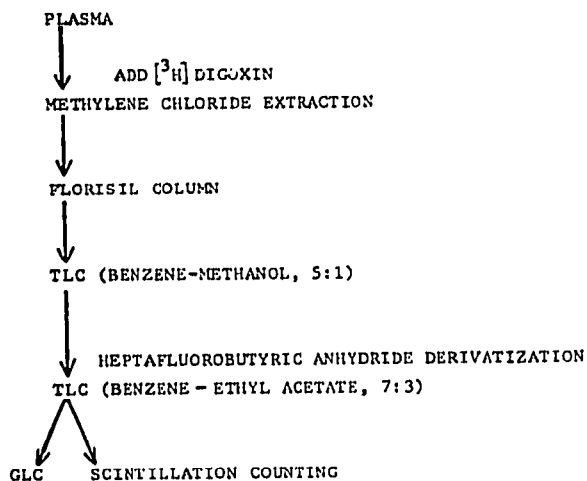 PLASMA
ADD [³H] DIGOXIN
METHYLENE CHLORIDE EXTRACTION
FLORISIL COLUMN
TLC (BENZENE-METHANOL, 5:1)
HEPTAFLUOROBUTYRIC ANHYDRIDE DERIVATIZATION
TLC (BENZENE - ETHYL ACETATE, 7:3)
GLC SCINTILLATION COUNTING